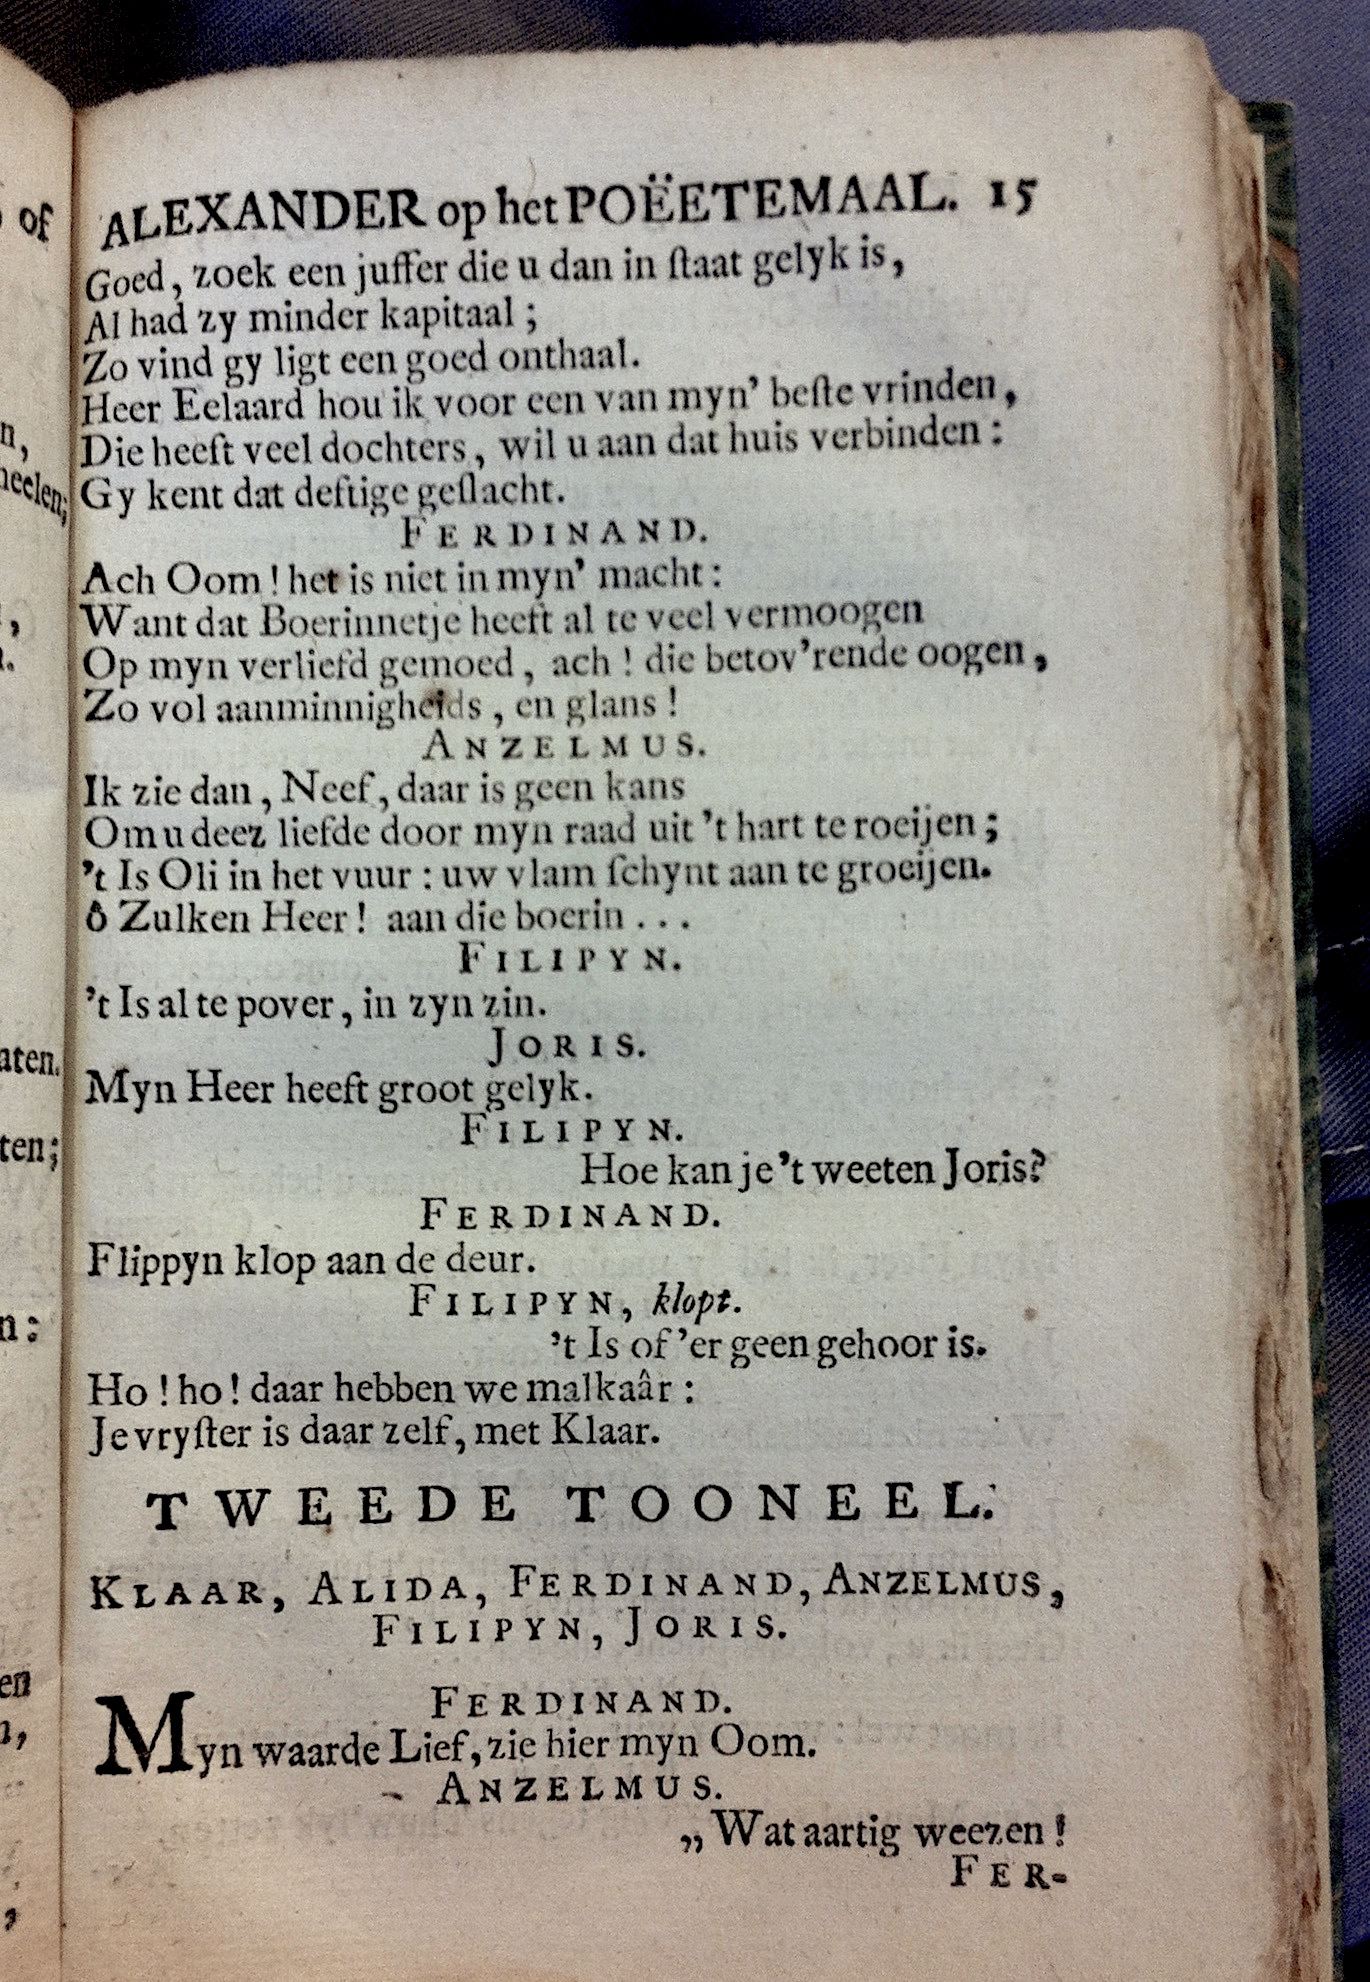 ALEXANDER op het POËETEMAAL. 15
Goed, zoek een juffer die u dan in ſtaat gelyk is,
Al had zy minder kapitaal;
Zo vind gy ligt een goed onthaal.
Heer Eelaard hou ik voor een van myn' beſte vrinden,
Die heeft veel dochters, wil u aan dat huis verbinden:
Gy kent dat deftige geſlacht.
FERDINAND.
Ach Oom! het is niet in myn' macht:
Want dat Boerinnetje heeft al te veel vermoogen
Op myn verliefd gemoed, ach! die betov'rende oogen,
Zo vol aanminnigheids, en glans!
ANZELMUS.
Ik zie dan, Neef, daar is geen kans
Om u deez liefde door myn raad uit 't hart te roeijen;
't Is Oli in het vuur: uw vlam ſchynt aan te groeijen.
ô Zulken Heer! aan die boerin...
FILIPYN.
't Is al te pover, in zyn zin.
JORIS.
Myn Heer heeft groot gelyk.
FILIPYN.
Hoe kan je 't weeten Joris?
FERDINAND.
Flippyn klop aan de deur.
FILIPYN, klopt.
't Is of 'er geen gehoor is.
Ho! ho! daar hebben we malkaâr:
Je vryſter is daar zelf, met Klaar.
TWEEDE TOONEEL.
KLAAR, ALIDA, FERDINAND, ANZELMUS,
FILIPYN, JORIS.
FERDINAND.
Myn waarde Lief, zie hier myn Oom.
ANZELMUS.
„Wat aartig weezen!
FER-